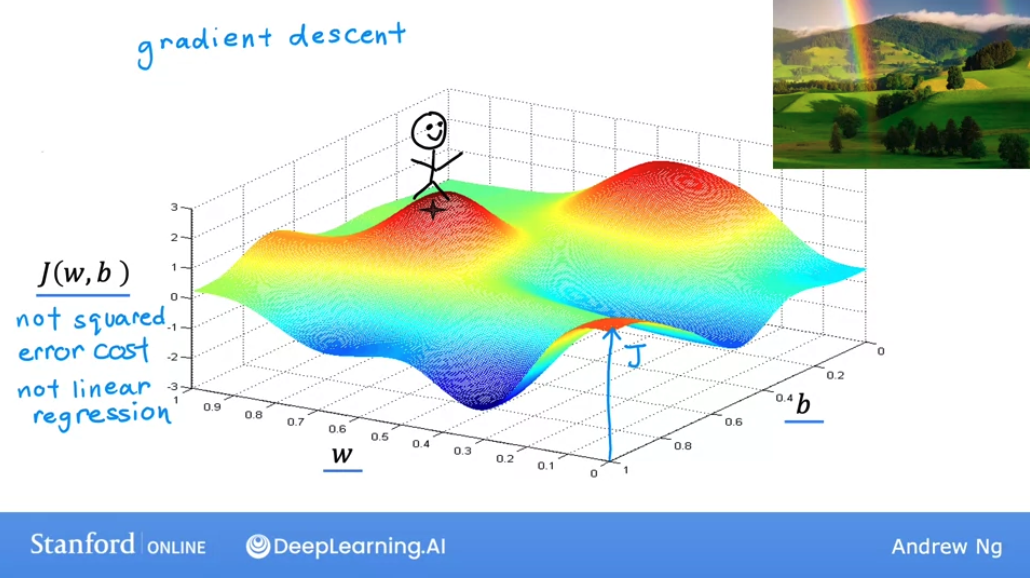 gradient descent
J(w, b )
not squared
error cost
not linear
regression
3
2
1
0
-1
-2
-3
1
0.9
0.8
0.7
0.6
0.5
0.4
0.3
0.2
0.1
0
w
J
1
0.8
0.6
0.4
0.2
0
b
Stanford | ONLINE
DeepLearning.AI
Andrew Ng